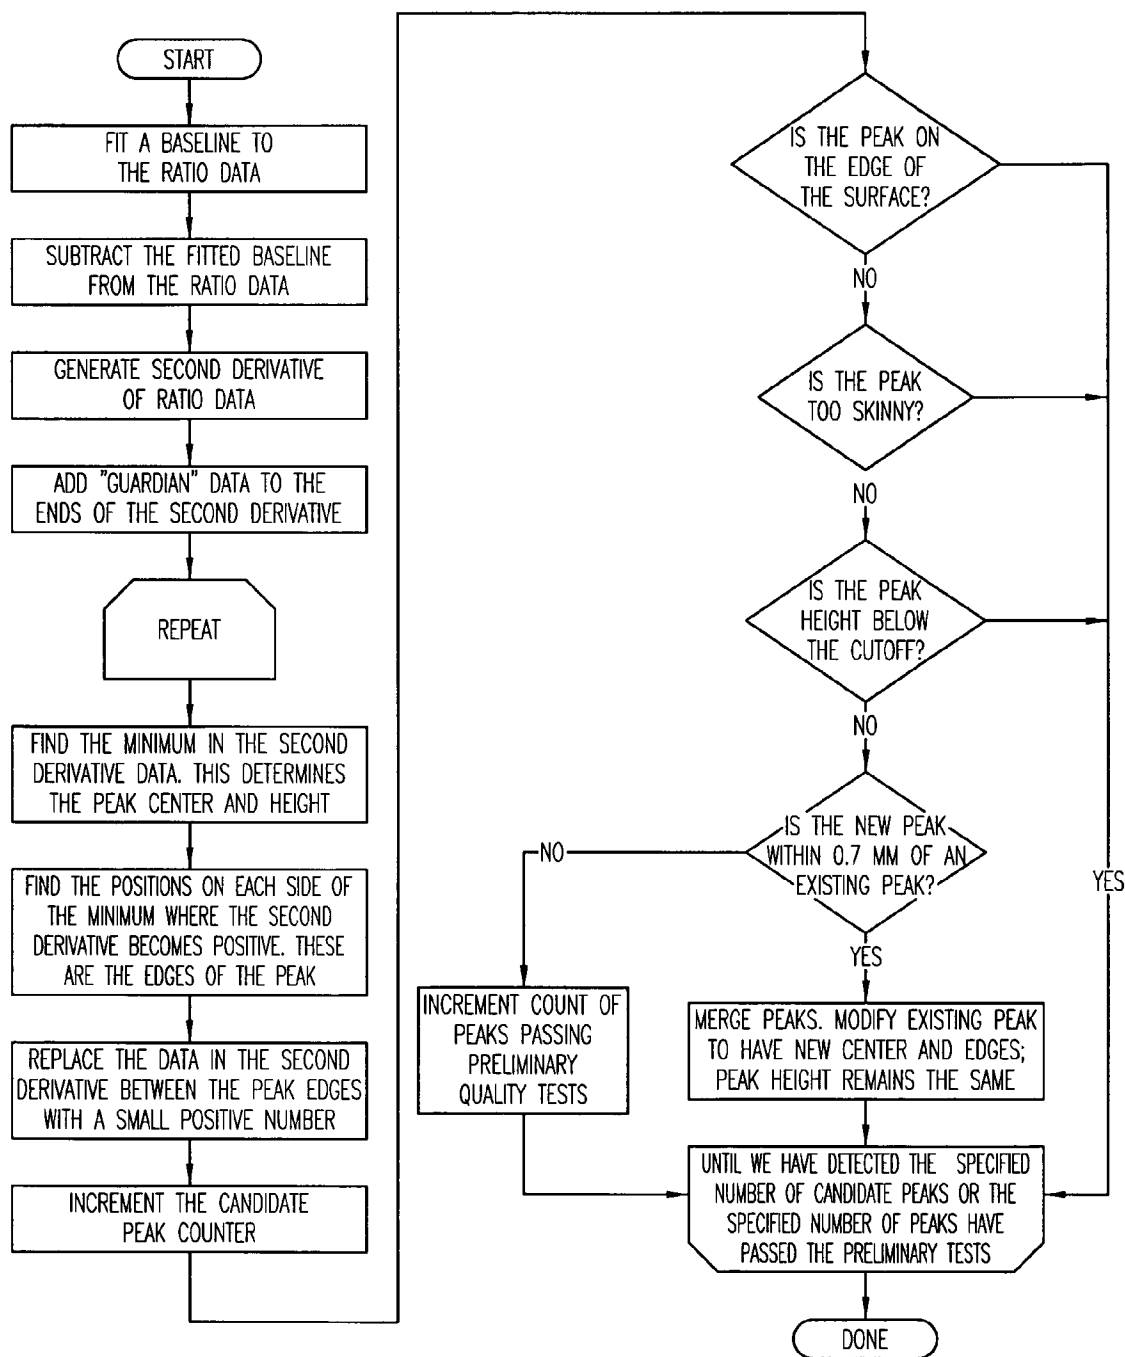 START
FIT A BASELINE TO
THE RATIO DATA
SUBTRACT THE FITTED BASELINE
FROM THE RATIO DATA
GENERATE SECOND DERIVATIVE
OF RATIO DATA
ADD "GUARDIAN" DATA TO THE
ENDS OF THE SECOND DERIVATIVE
REPEAT
FIND THE MINIMUM IN THE SECOND
DERIVATIVE DATA. THIS DETERMINES
THE PEAK CENTER AND HEIGHT
FIND THE POSITIONS ON EACH SIDE OF
THE MINIMUM WHERE THE SECOND
DERIVATIVE BECOMES POSITIVE. THESE
ARE THE EDGES OF THE PEAK
REPLACE THE DATA IN THE SECOND
DERIVATIVE BETWEEN THE PEAK EDGES
WITH A SMALL POSITIVE NUMBER
INCREMENT THE CANDIDATE
PEAK COUNTER
IS THE PEAK ON
THE EDGE OF
THE SURFACE?
NO
IS THE PEAK
TOO SKINNY?
NO
IS THE PEAK
HEIGHT BELOW
THE CUTOFF?
NO
IS THE NEW PEAK
WITHIN 0.7 MM OF AN
EXISTING PEAK?
NO
YES
YES
INCREMENT COUNT OF
PEAKS PASSING
PRELIMINARY
QUALITY TESTS
MERGE PEAKS. MODIFY EXISTING PEAK
TO HAVE NEW CENTER AND EDGES;
PEAK HEIGHT REMAINS THE SAME
UNTIL WE HAVE DETECTED THE SPECIFIED
NUMBER OF CANDIDATE PEAKS OR THE
SPECIFIED NUMBER OF PEAKS HAVE
PASSED THE PRELIMINARY TESTS
DONE